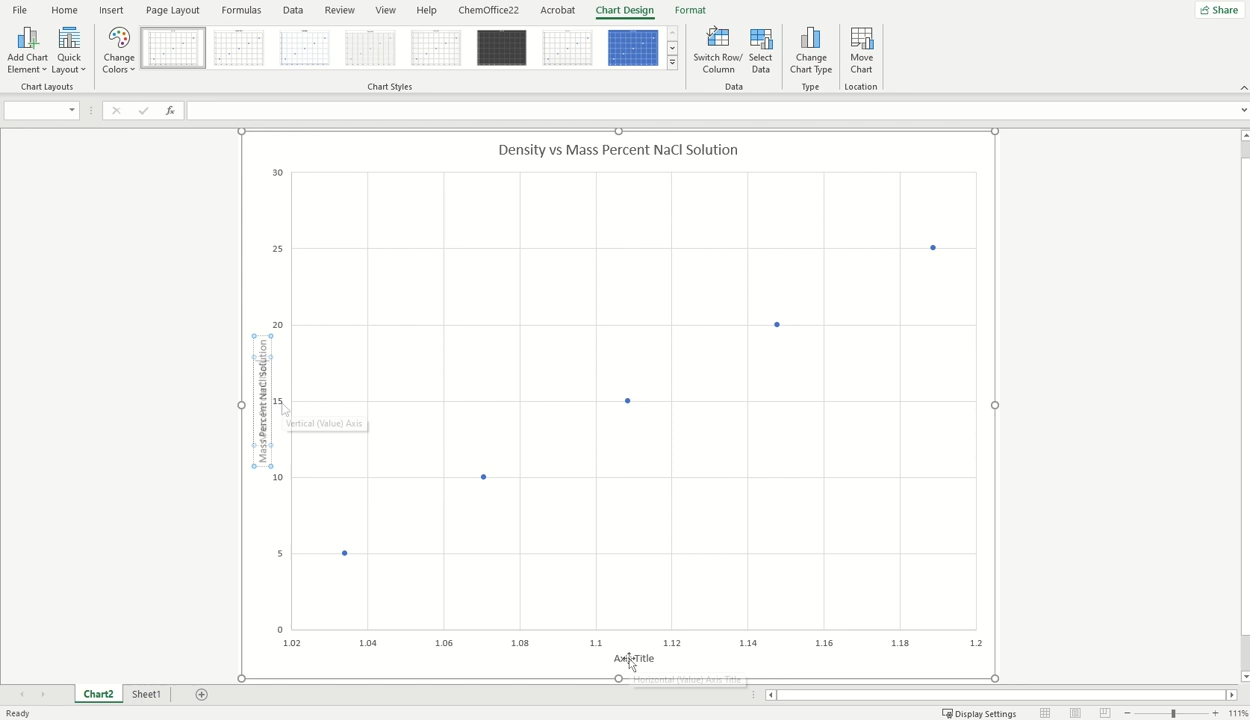 File Home Insert Page Layout Formulas Data Review View Help ChemOffice22 Acrobat Chart Design Format Share
Add Chart Element
Quick Layout
Change Colors
Switch Row/ Column
Select Data
Change Chart Type
Move Chart
Chart Layouts Chart Styles Data Type Location
fx
Density vs Mass Percent NaCl Solution
30
25
20
15
10
5
0
Mass Percent NaCl Solution
Vertical (Value) Axis
1.02 1.04 1.06 1.08 1.1 1.12 1.14 1.16 1.18 1.2
Axis Title
Horizontal (Value) Axis Title
Chart2 Sheet1
Ready Display Settings 111%